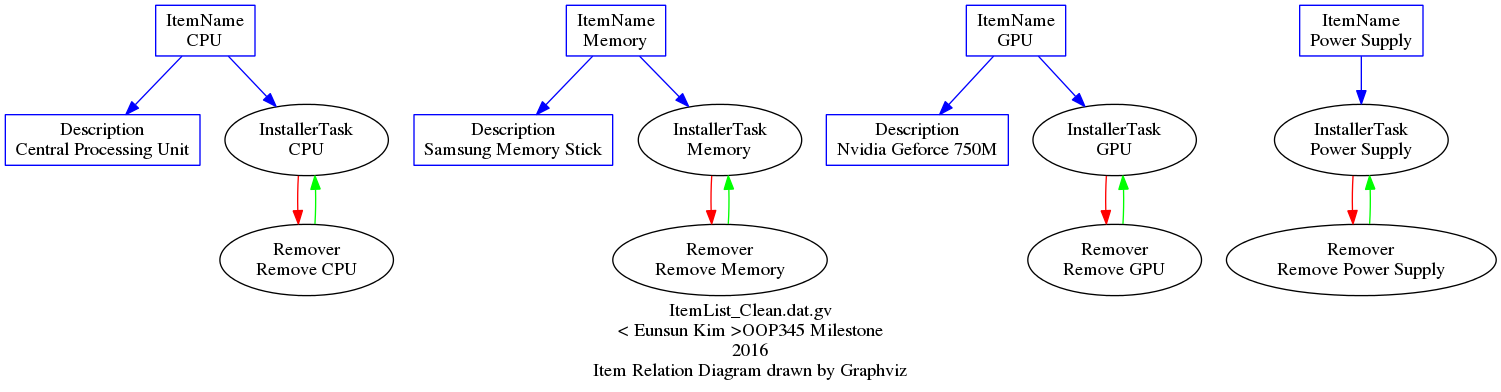 ItemName
CPU
ItemName
Memory
ItemName
GPU
ItemName
Power Supply
Description
Central Processing Unit
InstallerTask
CPU
Description
Samsung Memory Stick
InstallerTask
Memory
Description
Nvidia Geforce 750M
InstallerTask
GPU
InstallerTask
Power Supply
Remover
Remove CPU
Remover
Remove Memory
Remover
Remove GPU
Remover
Remove Power Supply
ItemList_Clean.dat.gv
< Eunsun Kim >OOP345 Milestone
2016
Item Relation Diagram drawn by Graphviz